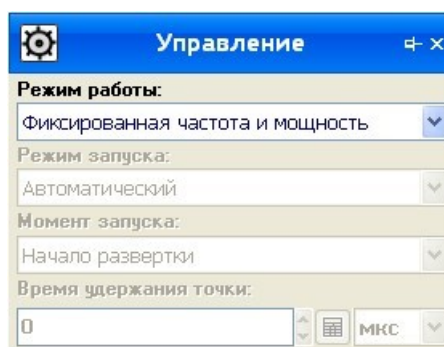 Управление
Режим работы:
Фиксированная частота и мощность
Режим запуска:
Автоматический
Момент запуска:
Начало развертки
Время удержания точки:
0 мкс